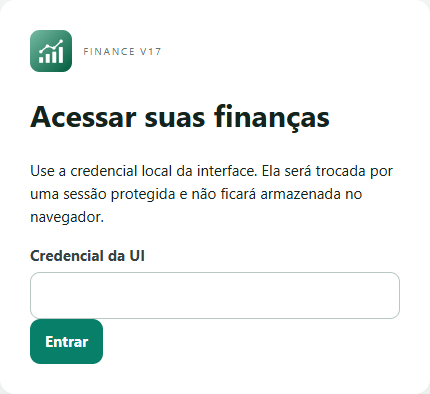 FINANCE V17
Acessar suas finanças
Use a credencial local da interface. Ela será trocada por
uma sessão protegida e não ficará armazenada no
navegador.
Credencial da UI
Entrar